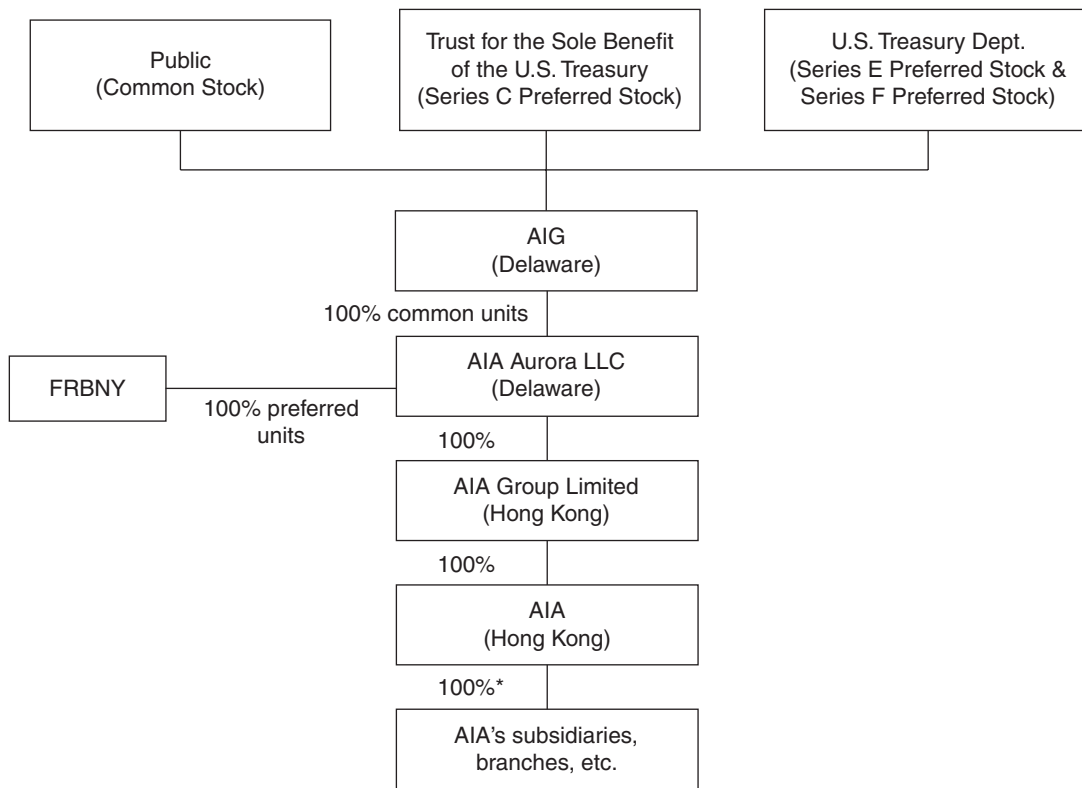 Public
(Common Stock)
Trust for the Sole Benefit
of the U.S. Treasury
(Series C Preferred Stock)
U.S. Treasury Dept.
(Series E Preferred Stock &
Series F Preferred Stock)
AIG
(Delaware)
100% common units
AIA Aurora LLC
(Delaware)
FRBNY
100% preferred
units
100%
AIA Group Limited
(Hong Kong)
100%
AIA
(Hong Kong)
100%*
AIA’s subsidiaries,
branches, etc.